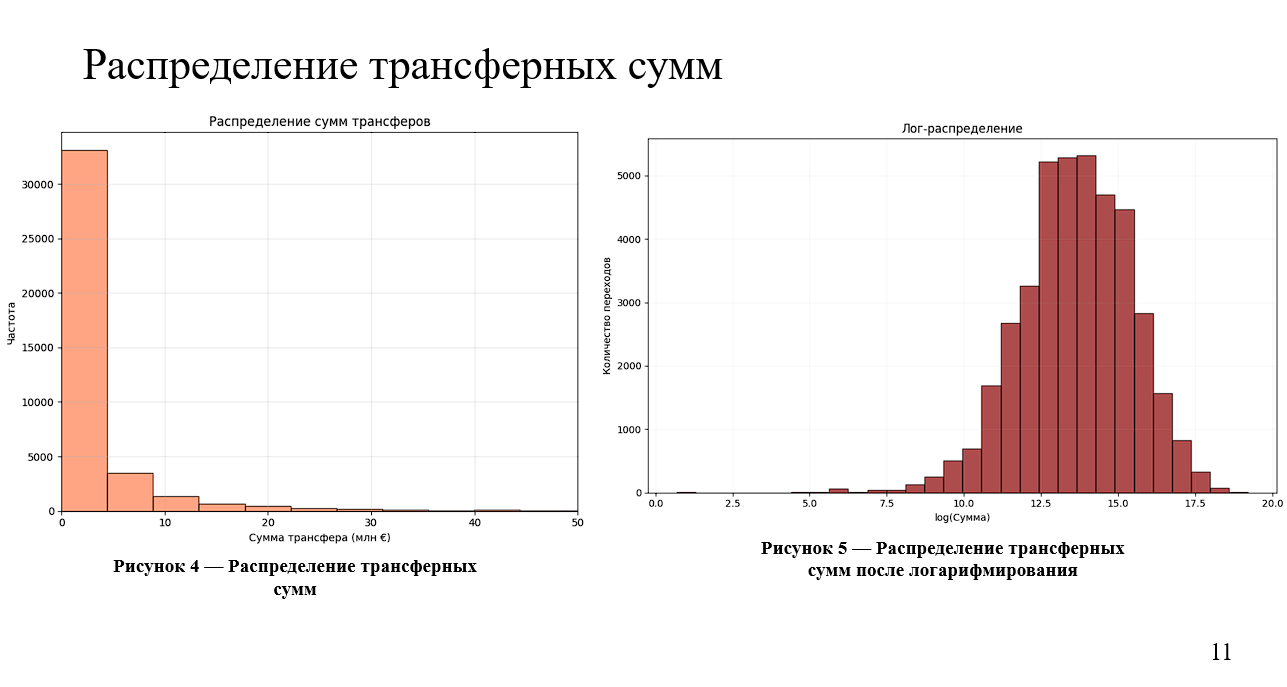 Распределение трансферных сумм
Распределение сумм трансферов
Частота
30000
25000
20000
15000
10000
5000
0
0 10 20 30 40 50
Сумма трансфера (млн €)
Рисунок 4 — Распределение трансферных
сумм
Лог-распределение
Количество переходов
5000
4000
3000
2000
1000
0
0.0 2.5 5.0 7.5 10.0 12.5 15.0 17.5 20.0
log(Сумма)
Рисунок 5 — Распределение трансферных
сумм после логарифмирования
11